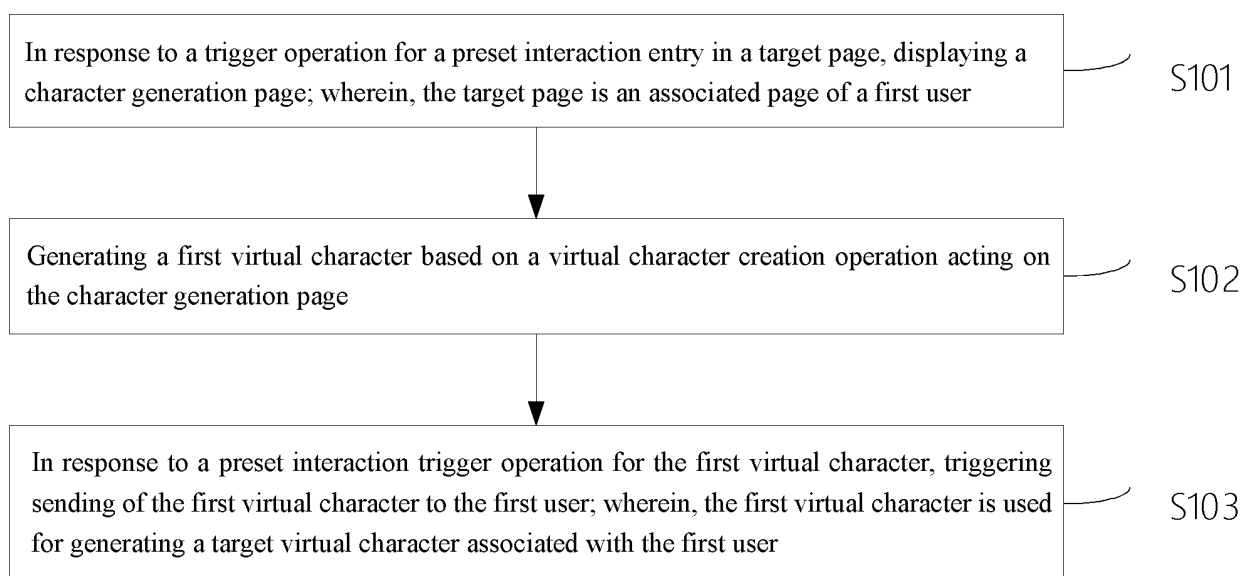 In response to a trigger operation for a preset interaction entry in a target page, displaying a
character generation page; wherein, the target page is an associated page of a first user
S101
Generating a first virtual character based on a virtual character creation operation acting on
the character generation page
S102
In response to a preset interaction trigger operation for the first virtual character, triggering
sending of the first virtual character to the first user; wherein, the first virtual character is used
for generating a target virtual character associated with the first user
S103